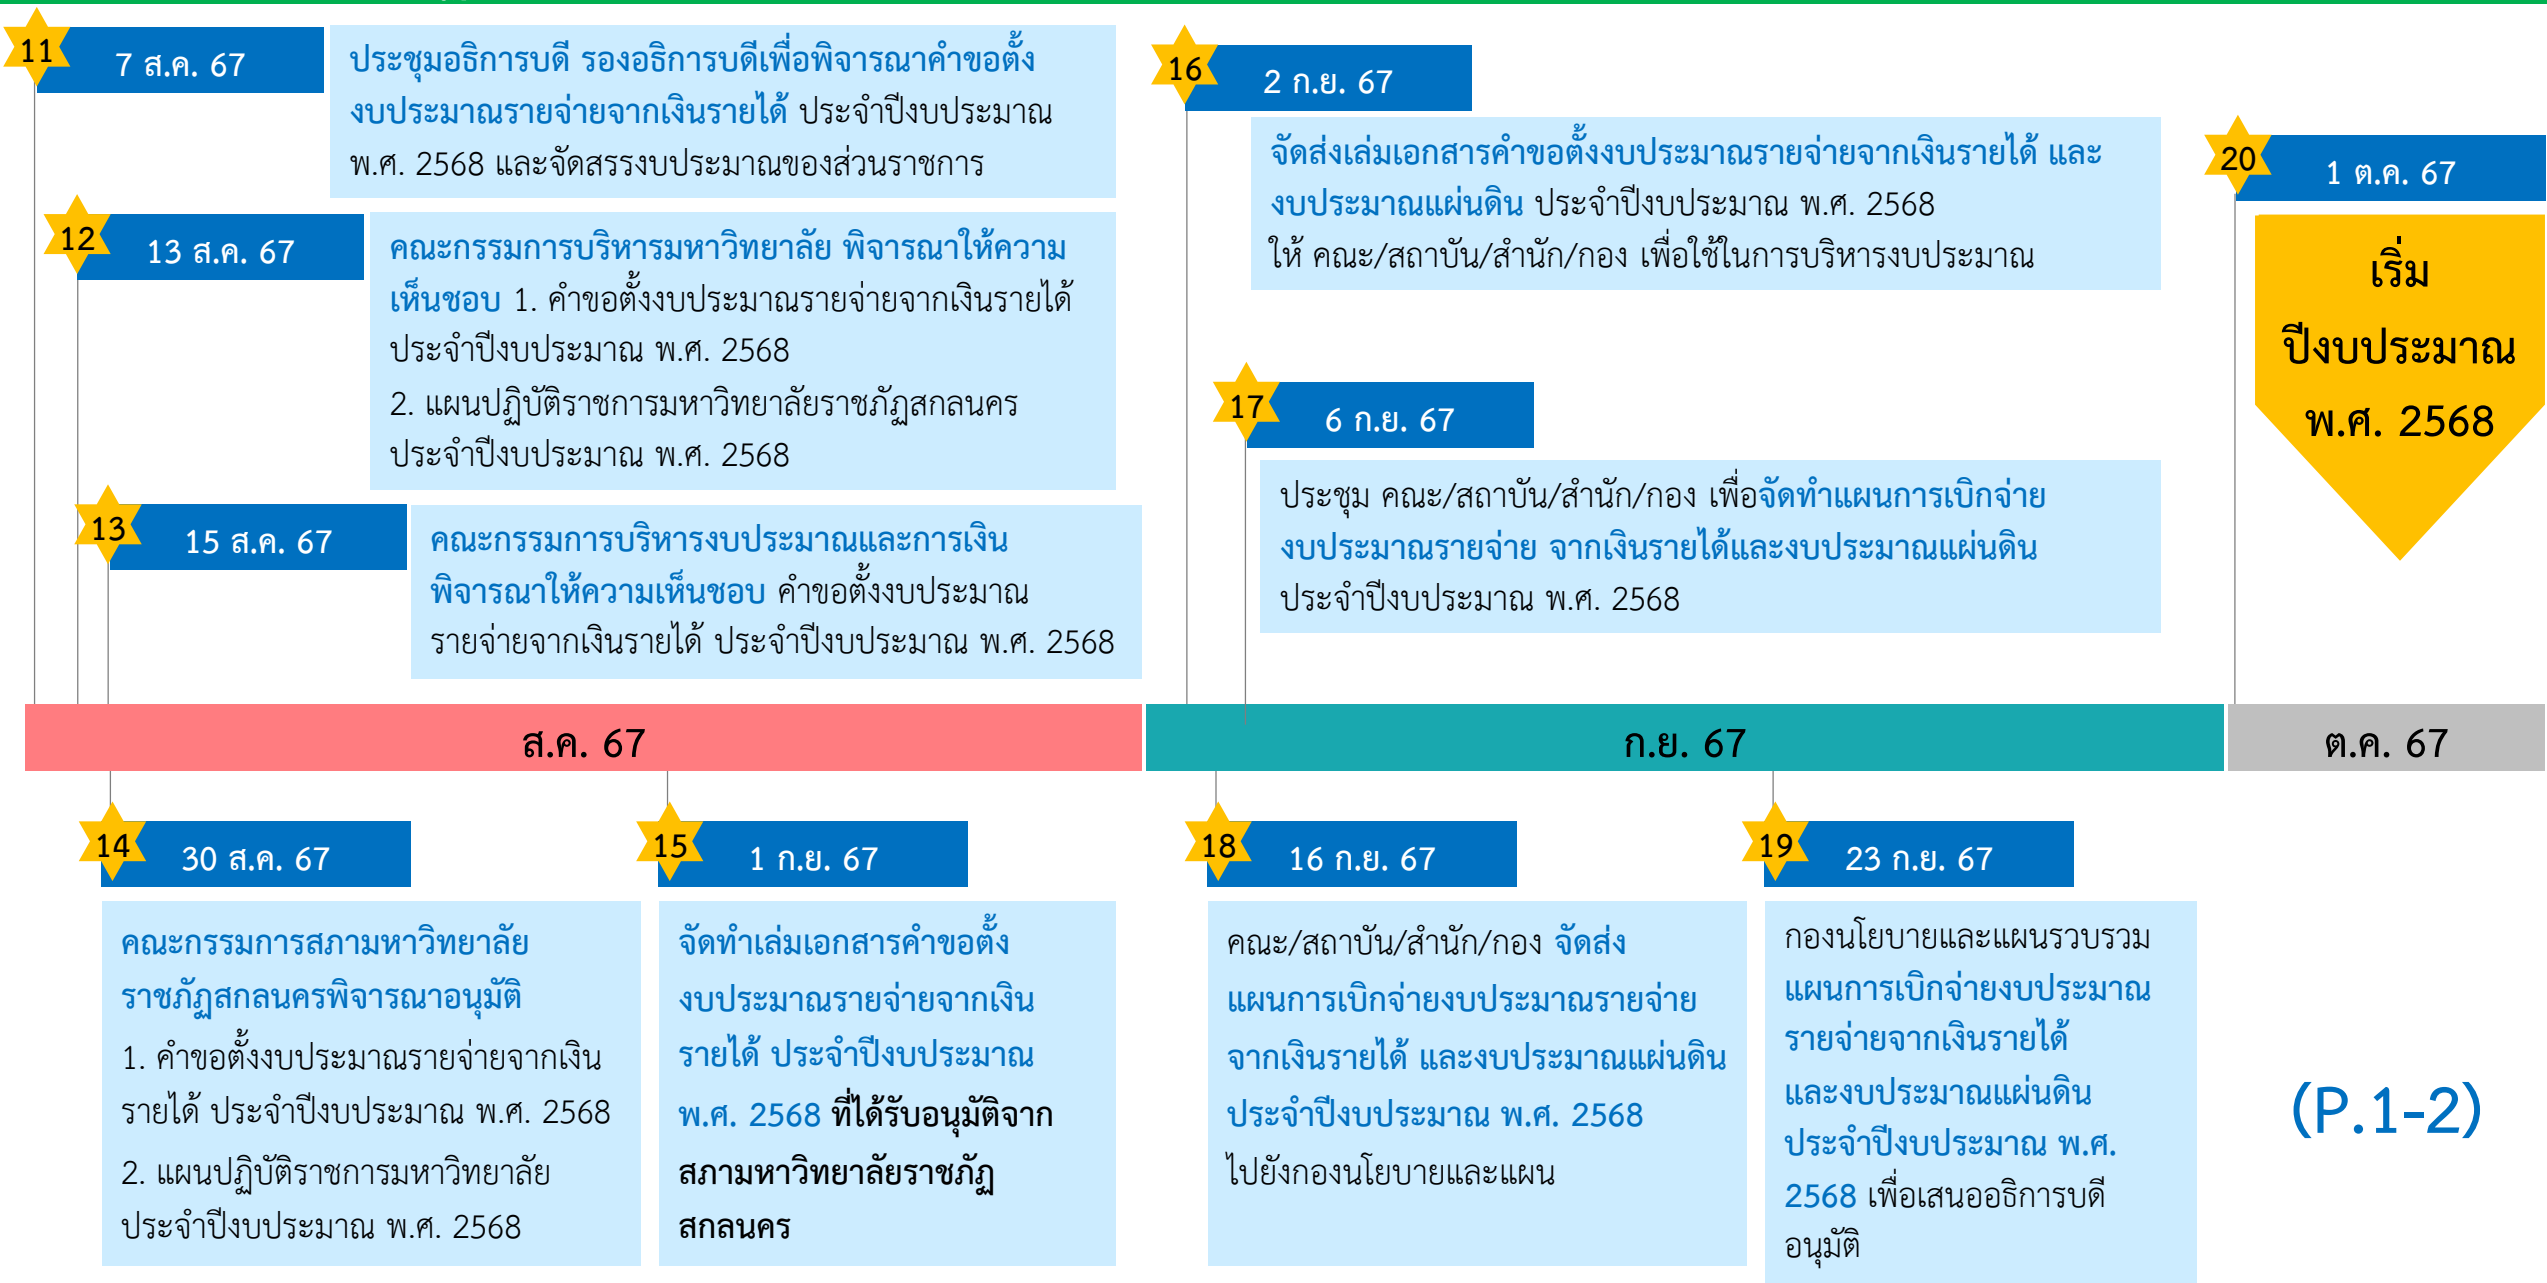 11
7 ส.ค. 67
ประชุมอธิการบดี รองอธิการบดีเพื่อพิจารณาคำขอตั้ง
งบประมาณรายจ่ายจากเงินรายได้ ประจำปีงบประมาณ
พ.ศ. 2568 และจัดสรรงบประมาณของส่วนราชการ
12
13 ส.ค. 67
คณะกรรมการบริหารมหาวิทยาลัย พิจารณาให้ความ
เห็นชอบ 1. คำขอตั้งงบประมาณรายจ่ายจากเงินรายได้
ประจำปีงบประมาณ พ.ศ. 2568
2. แผนปฏิบัติราชการมหาวิทยาลัยราชภัฏสกลนคร
ประจำปีงบประมาณ พ.ศ. 2568
13
15 ส.ค. 67
คณะกรรมการบริหารงบประมาณและการเงิน
พิจารณาให้ความเห็นชอบ คำขอตั้งงบประมาณ
รายจ่ายจากเงินรายได้ ประจำปีงบประมาณ พ.ศ. 2568
16
2 ก.ย. 67
จัดส่งเล่มเอกสารคำขอตั้งงบประมาณรายจ่ายจากเงินรายได้ และ
งบประมาณแผ่นดิน ประจำปีงบประมาณ พ.ศ. 2568
ให้ คณะ/สถาบัน/สำนัก/กอง เพื่อใช้ในการบริหารงบประมาณ
17
6 ก.ย. 67
ประชุม คณะ/สถาบัน/สำนัก/กอง เพื่อจัดทำแผนการเบิกจ่าย
งบประมาณรายจ่าย จากเงินรายได้และงบประมาณแผ่นดิน
ประจำปีงบประมาณ พ.ศ. 2568
20
1 ต.ค. 67
เริ่ม
ปีงบประมาณ
พ.ศ. 2568
ส.ค. 67
ก.ย. 67
ต.ค. 67
14
30 ส.ค. 67
คณะกรรมการสภามหาวิทยาลัย
ราชภัฏสกลนครพิจารณาอนุมัติ
1. คำขอตั้งงบประมาณรายจ่ายจากเงิน
รายได้ ประจำปีงบประมาณ พ.ศ. 2568
2. แผนปฏิบัติราชการมหาวิทยาลัย
ประจำปีงบประมาณ พ.ศ. 2568
15
1 ก.ย. 67
จัดทำเล่มเอกสารคำขอตั้ง
งบประมาณรายจ่ายจากเงิน
รายได้ ประจำปีงบประมาณ
พ.ศ. 2568 ที่ได้รับอนุมัติจาก
สภามหาวิทยาลัยราชภัฏ
สกลนคร
18
16 ก.ย. 67
คณะ/สถาบัน/สำนัก/กอง จัดส่ง
แผนการเบิกจ่ายงบประมาณรายจ่าย
จากเงินรายได้ และงบประมาณแผ่นดิน
ประจำปีงบประมาณ พ.ศ. 2568
ไปยังกองนโยบายและแผน
19
23 ก.ย. 67
กองนโยบายและแผนรวบรวม
แผนการเบิกจ่ายงบประมาณ
รายจ่ายจากเงินรายได้
และงบประมาณแผ่นดิน
ประจำปีงบประมาณ พ.ศ.
2568 เพื่อเสนออธิการบดี
อนุมัติ
(P.1-2)